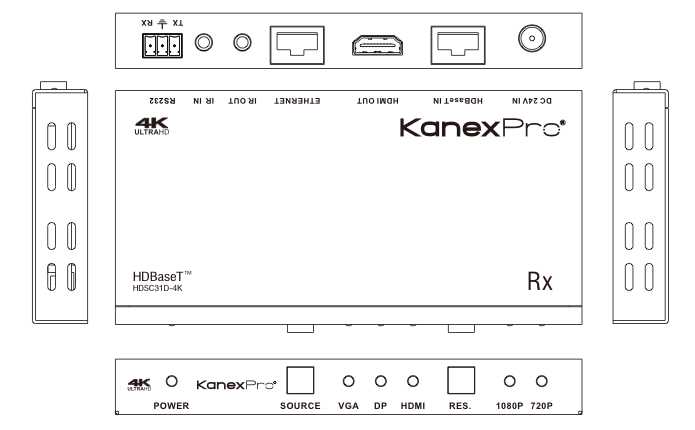 RX TX
RS232 IR IN IR OUT ETHERNET HDMI OUT HDBaseT IN DC 24V IN
4K
ULTRAHD
KanexPro®
HDBaseT™
HDSC31D-4K
Rx
4K
ULTRAHD
KanexPro®
POWER SOURCE VGA DP HDMI RES. 1080P 720P